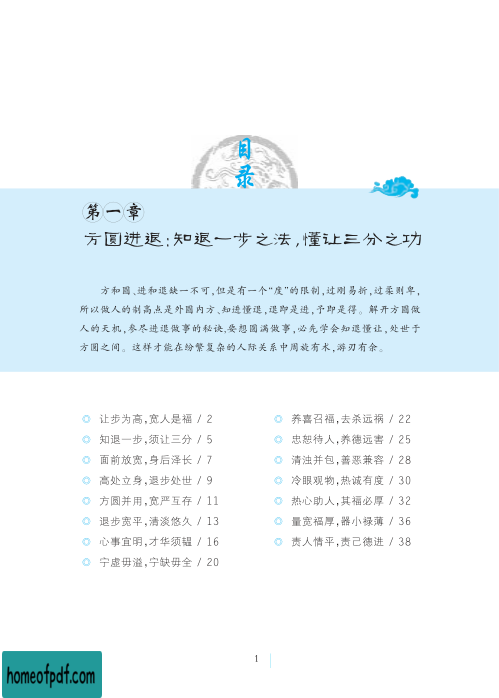 目
录
第一章
方圆进退:知退一步之法,懂让三分之功
方和圆、进和退缺一不可,但是有一个“度”的限制,过刚易折,过柔则卑,
所以做人的制高点是外圆内方、知进懂退,退即是进,予即是得。解开方圆做
人的天机,参尽进退做事的秘诀,要想圆满做事,必先学会知退懂让,处世于
方圆之间。这样才能在纷繁复杂的人际关系中周旋有术,游刃有余。
◎ 让步为高,宽人是福 / 2
◎ 知退一步,须让三分 / 5
◎ 面前放宽,身后泽长 / 7
◎ 高处立身,退步处世 / 9
◎ 方圆并用,宽严互存 / 11
◎ 退步宽平,清淡悠久 / 13
◎ 心事宜明,才华须韫 / 16
◎ 宁虚毋溢,宁缺毋全 / 20
◎ 养喜召福,去杀远祸 / 22
◎ 忠恕待人,养德远害 / 25
◎ 清浊并包,善恶兼容 / 28
◎ 冷眼观物,热诚有度 / 30
◎ 热心助人,其福必厚 / 32
◎ 量宽福厚,器小禄薄 / 36
◎ 责人情平,责己德进 / 38
1
homeofpdf.com